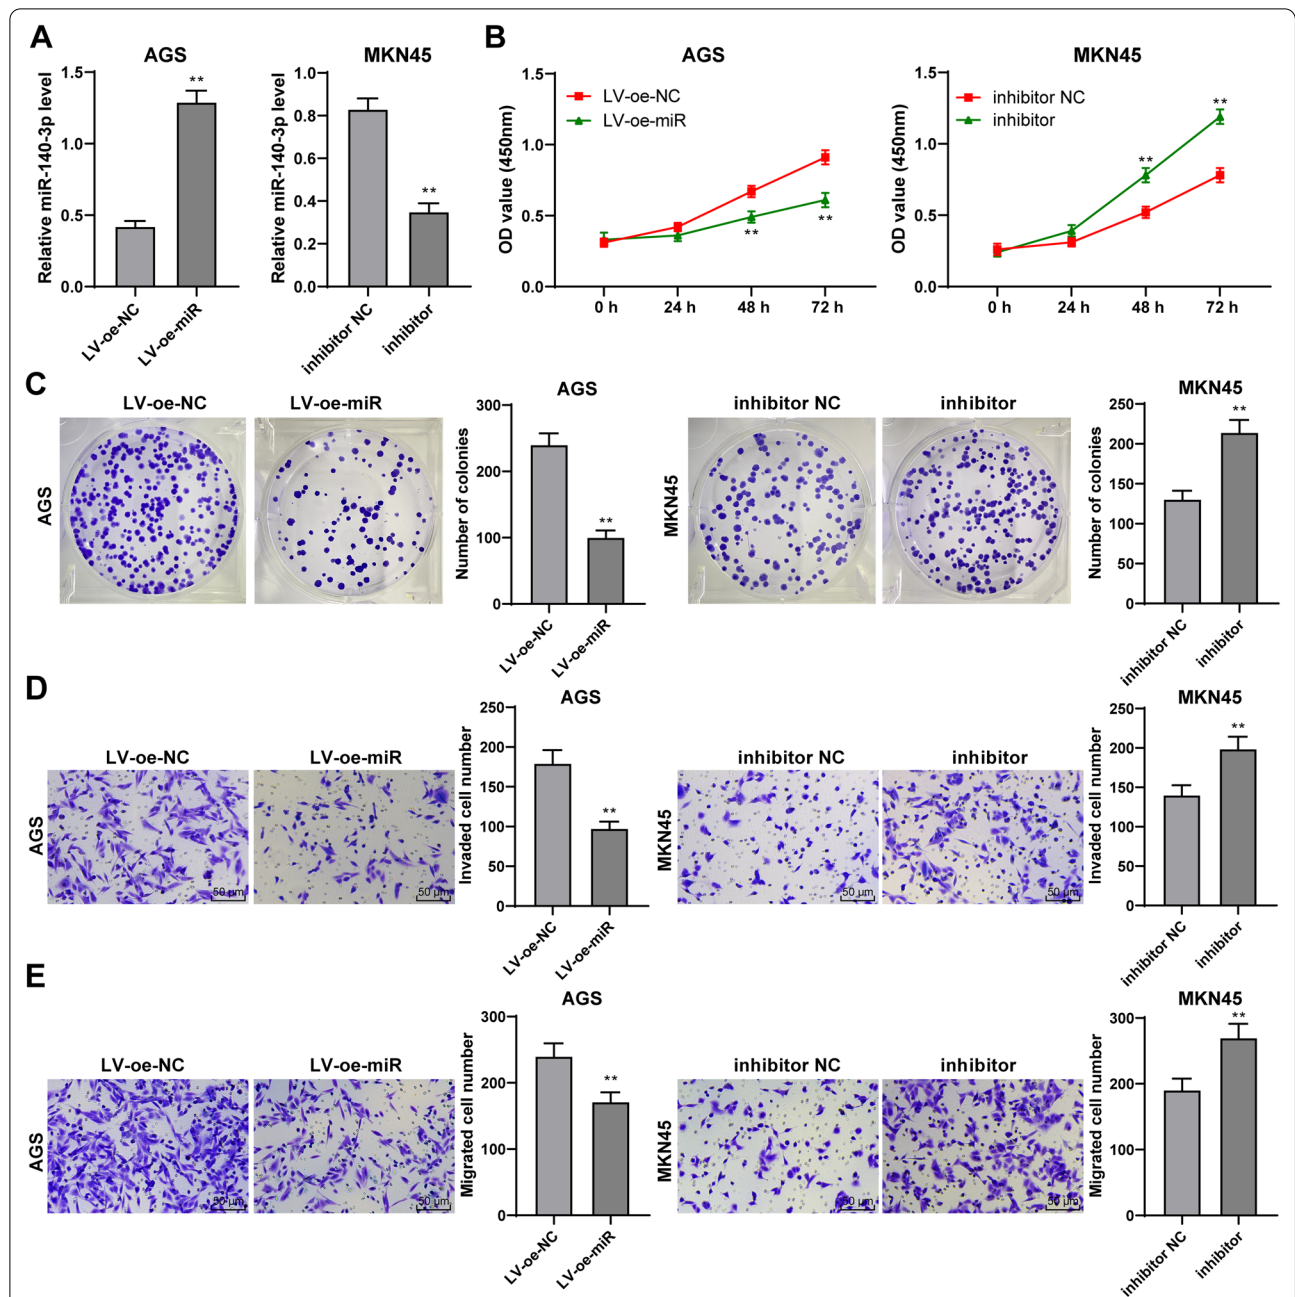 A
AGS
Relative miR-140-3p level
1.5
1.0
0.5
0.0
**
LV-oe-NC
LV-oe-miR
MKN45
Relative miR-140-3p level
1.0
0.8
0.6
0.4
0.2
0.0
**
inhibitor NC
inhibitor
B
AGS
OD value (450nm)
1.5
1.0
0.5
0.0
LV-oe-NC
LV-oe-miR
**
**
0 h
24 h
48 h
72 h
MKN45
OD value (450nm)
1.5
1.0
0.5
0.0
inhibitor NC
inhibitor
**
**
0 h
24 h
48 h
72 h
C
LV-oe-NC
LV-oe-miR
AGS
AGS
Number of colonies
300
200
100
0
**
LV-oe-NC
LV-oe-miR
inhibitor NC
inhibitor
MKN45
MKN45
Number of colonies
250
200
150
100
50
0
**
inhibitor NC
inhibitor
D
LV-oe-NC
LV-oe-miR
AGS
50 µm
50 µm
AGS
Invaded cell number
250
200
150
100
50
0
**
LV-oe-NC
LV-oe-miR
inhibitor NC
inhibitor
MKN45
50 µm
50 µm
MKN45
Invaded cell number
250
200
150
100
50
0
**
inhibitor NC
inhibitor
E
LV-oe-NC
LV-oe-miR
AGS
50 µm
50 µm
AGS
Migrated cell number
300
200
100
0
**
LV-oe-NC
LV-oe-miR
inhibitor NC
inhibitor
MKN45
50 µm
50 µm
MKN45
Migrated cell number
300
200
100
0
**
inhibitor NC
inhibitor